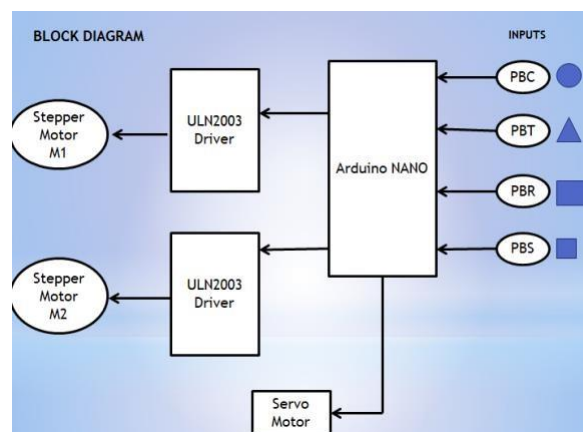 BLOCK DIAGRAM
INPUTS
PBC
PBT
PBR
PBS
Arduino NANO
ULN2003
Driver
Stepper
Motor
M1
ULN2003
Driver
Stepper
Motor
M2
Servo
Motor